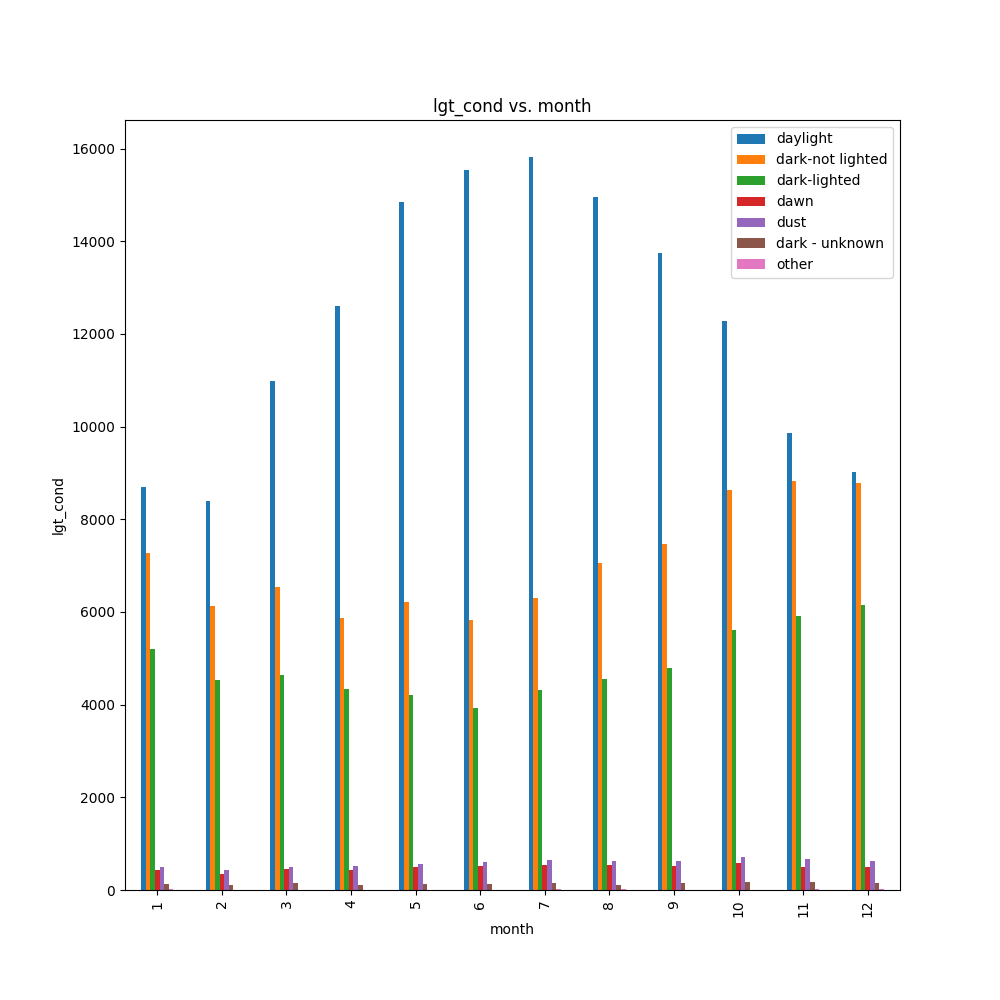 lgt_cond vs. month
daylight
dark-not lighted
dark-lighted
dawn
dust
dark - unknown
other
16000
14000
12000
10000
8000
6000
4000
2000
0
lgt_cond
1 2 3 4 5 6 7 8 9 10 11 12
month